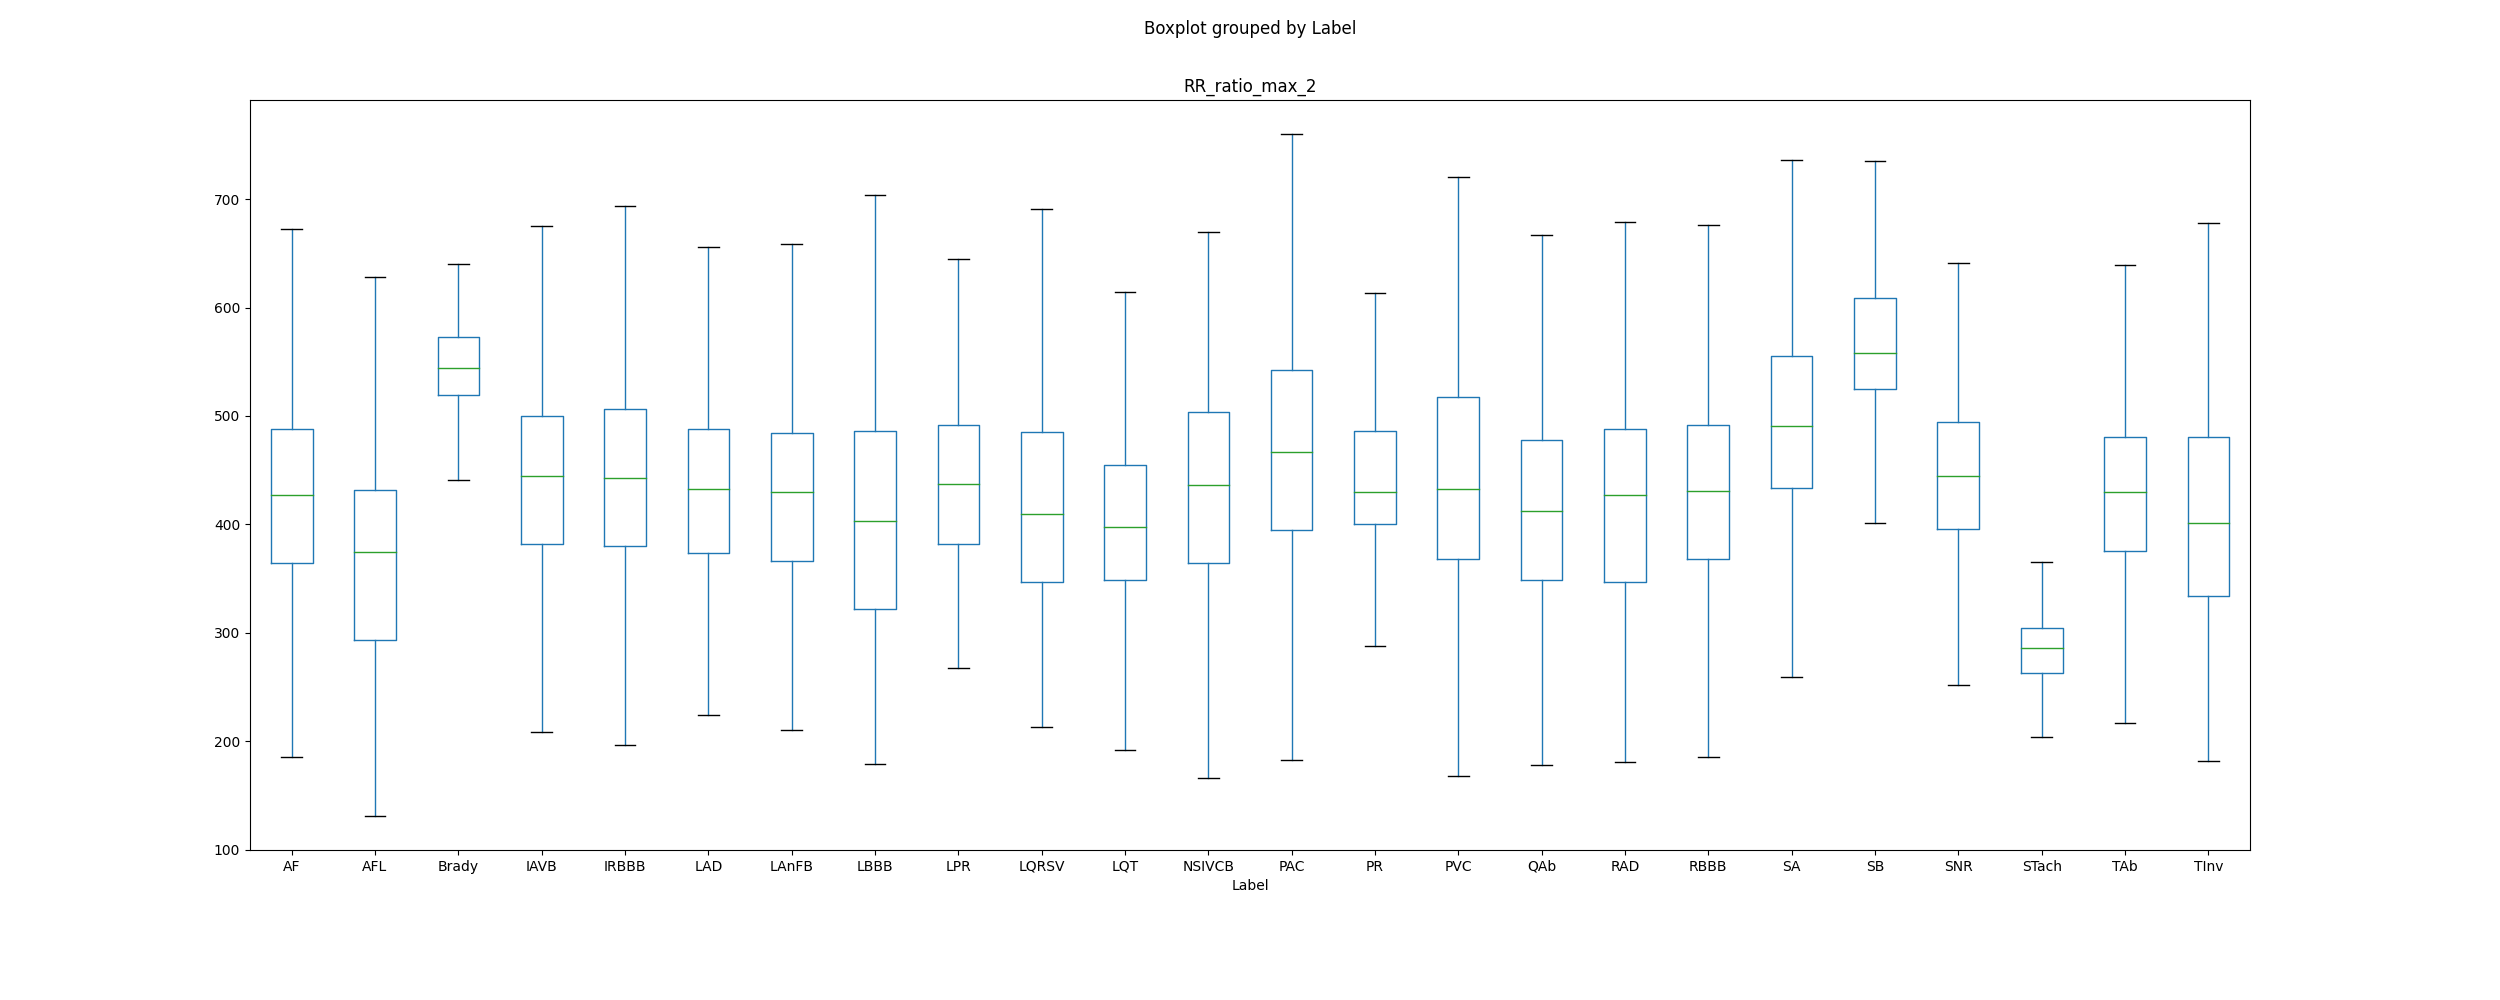 Boxplot grouped by Label
RR_ratio_max_2
700
600
500
400
300
200
100
AF AFL Brady IAVB IRBBB LAD LAnFB LBBB LPR LQRSV LQT NSIVCB PAC PR PVC QAb RAD RBBB SA SB SNR STach TAb TInv
Label